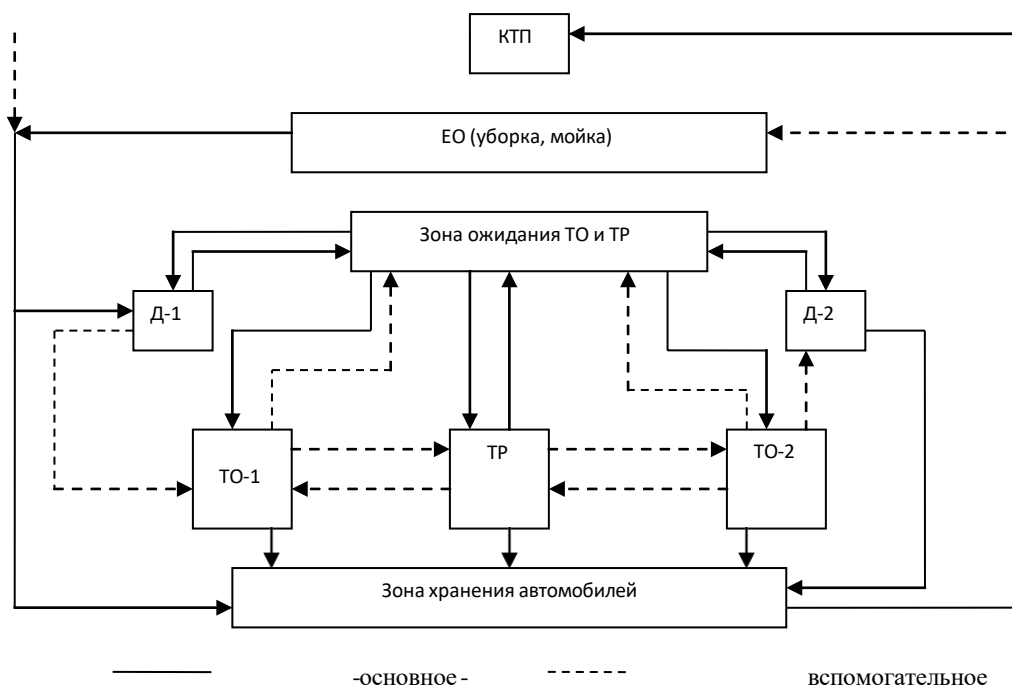 КТП
ЕО (уборка, мойка)
Зона ожидания ТО и ТР
Д-1
Д-2
ТО-1
ТР
ТО-2
Зона хранения автомобилей
-основное - вспомогательное